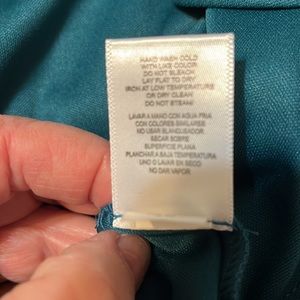 HAND WASH COLD
WITH LIKE COLOR
DO NOT BLEACH
LAY FLAT TO DRY
IRON AT LOW TEMPERATURE
OR DRY CLEAN
DO NOT STEAM
LAVAR A MANO CON AGUA FRIA
CON COLORES SIMILARES
NO USAR BLANQUEADOR
SECAR SOBRE
SUPERFICIE PLANA
PLANCHAR A BAJA TEMPERATURA
UNO O LAVADO EN SECO
NO DAR VAPOR